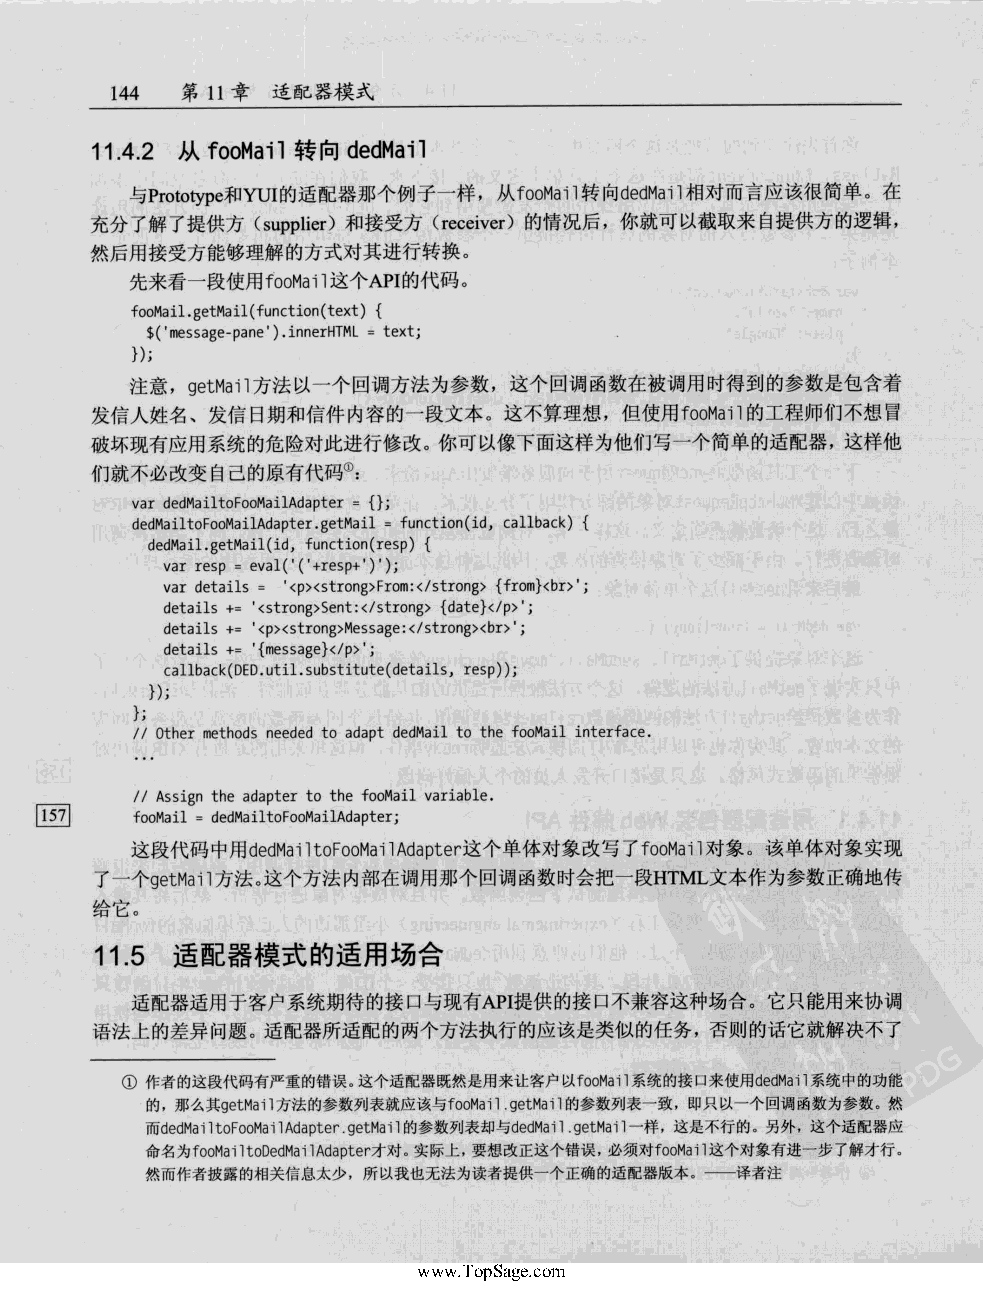 144 第11章 适配器模式
11.4.2 从 fooMail 转向 dedMail
与Prototype和YUI的适配器那个例子一样，从fooMail转向dedMail相对而言应该很简单。在
充分了解了提供方（supplier）和接受方（receiver）的情况后，你就可以截取来自提供方的逻辑，
然后用接受方能够理解的方式对其进行转换。
先来看一段使用fooMail这个API的代码。
fooMail.getMail(function(text) {
$('message-pane').innerHTML = text;
});
注意，getMail方法以一个回调方法为参数，这个回调函数在被调用时得到的参数是包含着
发信人姓名、发信日期和信件内容的一段文本。这不算理想，但使用fooMail的工程师们不想冒
破坏现有应用系统的危险对此进行修改。你可以像下面这样为他们写一个简单的适配器，这样他
们就不必改变自己的原有代码①：
var dedMailtoFooMailAdapter = {};
dedMailtoFooMailAdapter.getMail = function(id, callback) {
dedMail.getMail(id, function(resp) {
var resp = eval('('+resp+')');
var details = '<p><strong>From:</strong> {from}<br>';
details += '<strong>Sent:</strong> {date}</p>';
details += '<p><strong>Message:</strong><br>';
details += '{message}</p>';
callback(DED.util.substitute(details, resp));
});
};
// Other methods needed to adapt dedMail to the fooMail interface.
...
// Assign the adapter to the fooMail variable.
157 fooMail = dedMailtoFooMailAdapter;
这段代码中用dedMailtoFooMailAdapter这个单体对象改写了fooMail对象。该单体对象实现
了一个getMail方法。这个方法内部在调用那个回调函数时会把一段HTML文本作为参数正确地传
给它。
11.5 适配器模式的适用场合
适配器适用于客户系统期待的接口与现有API提供的接口不兼容这种场合。它只能用来协调
语法上的差异问题。适配器所适配的两个方法执行的应该是类似的任务，否则的话它就解决不了
① 作者的这段代码有严重的错误。这个适配器既然是用来让客户以fooMail系统的接口来使用dedMail系统中的功能
的，那么其getMail方法的参数列表就应该与fooMail.getMail的参数列表一致，即只以一个回调函数为参数。然
而dedMailtoFooMailAdapter.getMail的参数列表却与dedMail.getMail一样，这是不行的。另外，这个适配器应
命名为fooMailtoDedMailAdapter才对。实际上，要想改正这个错误，必须对fooMail这个对象有进一步了解才行。
然而作者披露的相关信息太少，所以我也无法为读者提供一个正确的适配器版本。——译者注
www.TopSage.com